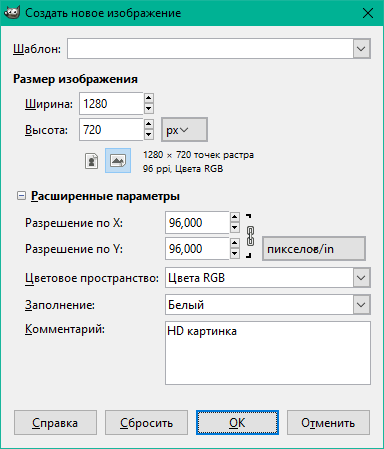 Создать новое изображение
Шаблон:
Размер изображения
Ширина: 1280
Высота: 720 px
1280 × 720 точек растра
96 ppi, Цвета RGB
Расширенные параметры
Разрешение по X: 96,000
Разрешение по Y: 96,000 пикселов/in
Цветовое пространство: Цвета RGB
Заполнение: Белый
Комментарий: HD картинка
Справка Сбросить OK Отменить